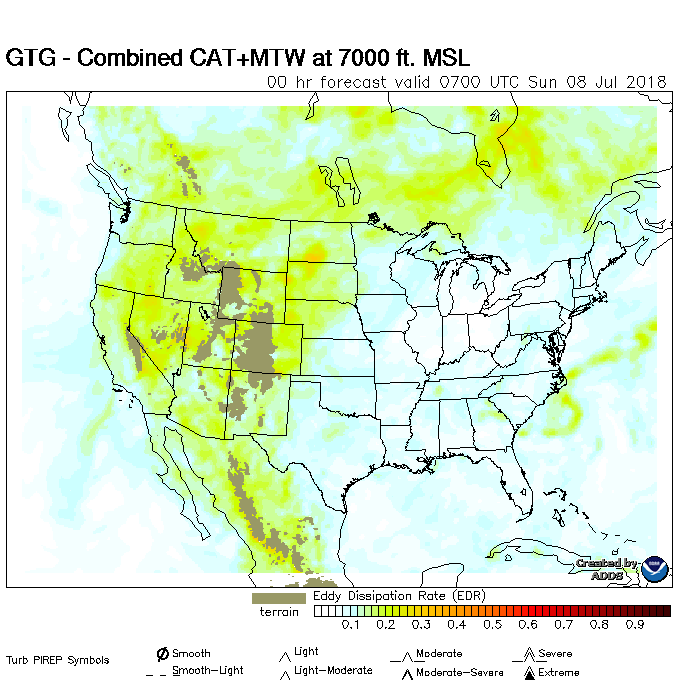 GTG - Combined CAT+MTW at 7000 ft. MSL
00 hr forecast valid 0700 UTC Sun 08 Jul 2018
Created by
ADDS
NOAA
Eddy Dissipation Rate (EDR)
terrain
0.1 0.2 0.3 0.4 0.5 0.6 0.7 0.8 0.9
Turb PIREP Symbols
Smooth Light Moderate Severe
Smooth-Light Light-Moderate Moderate-Severe Extreme